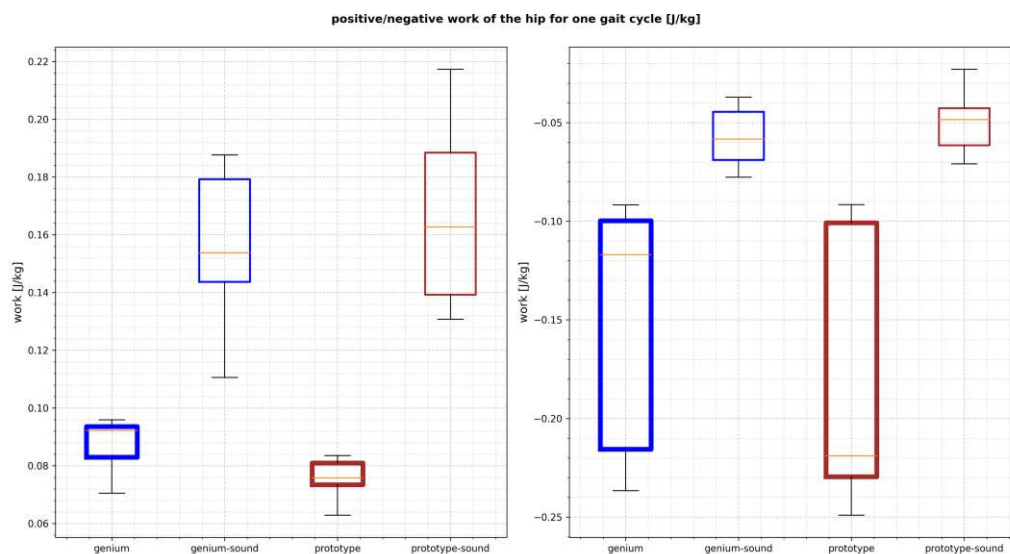 positive/negative work of the hip for one gait cycle [J/kg]
work [J/kg]
0.22
0.20
0.18
0.16
0.14
0.12
0.10
0.08
0.06
genium genium-sound prototype prototype-sound
work [J/kg]
−0.05
−0.10
−0.15
−0.20
−0.25
genium genium-sound prototype prototype-sound